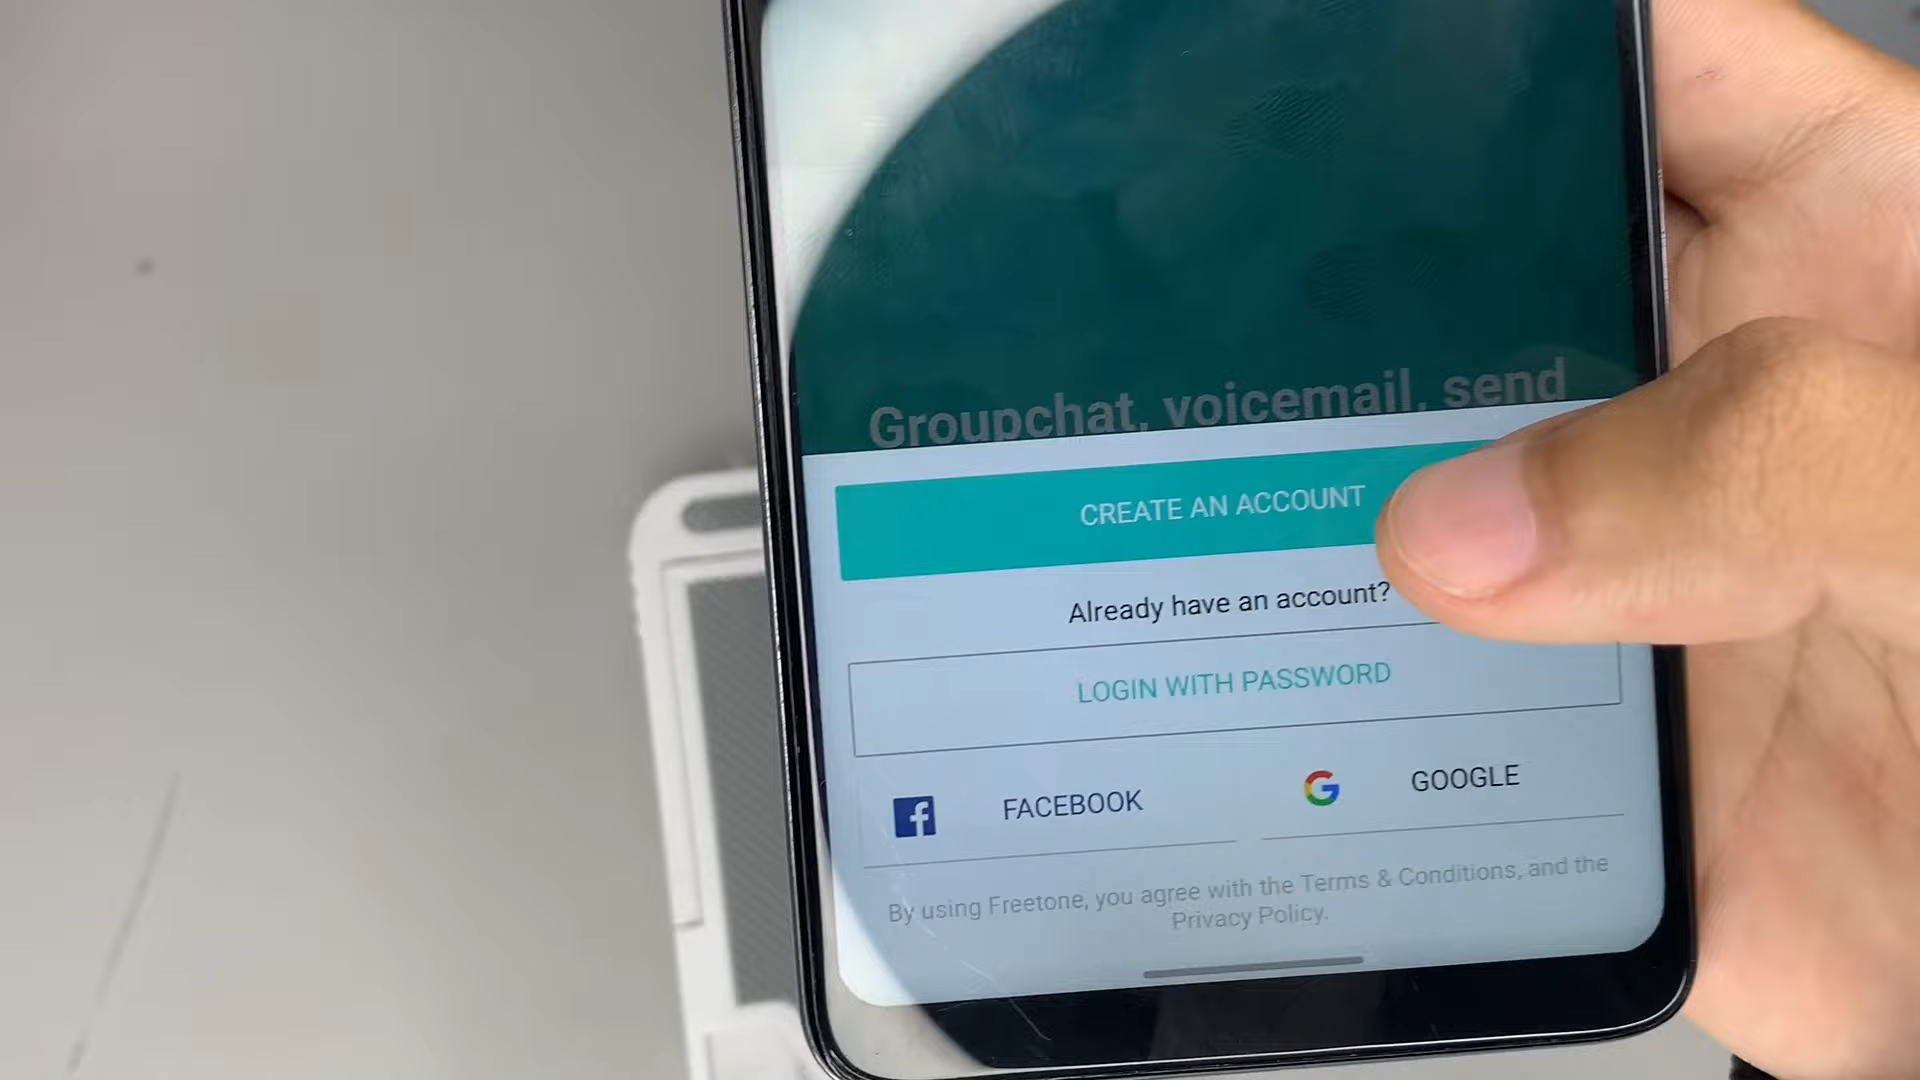 Groupchat, voicemail, send
CREATE AN ACCOUNT
Already have an account?
LOGIN WITH PASSWORD
FACEBOOK
GOOGLE
By using Freetone, you agree with the Terms & Conditions, and the
Privacy Policy.